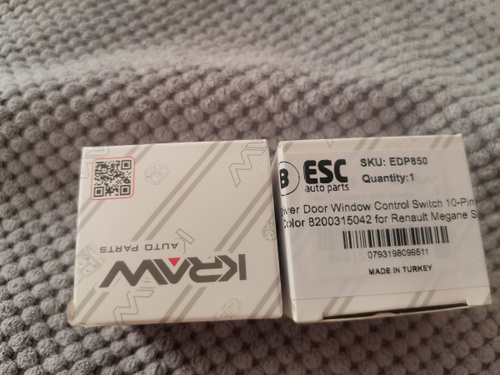 KRAW
AUTO PARTS
B ESC
auto parts
SKU: EDP850
Quantity:1
Door Window Control Switch 10-Pin
Color 8200315042 for Renault Megane
0793198099511
MADE IN TURKEY